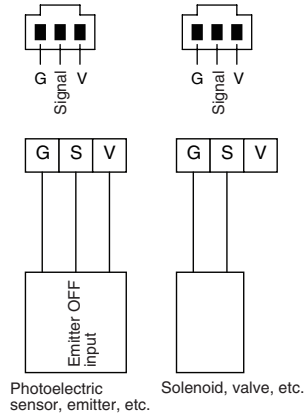 G Signal V
G Signal V
G S V
G S V
Emitter OFF
input
Photoelectric
sensor, emitter, etc.
Solenoid, valve, etc.